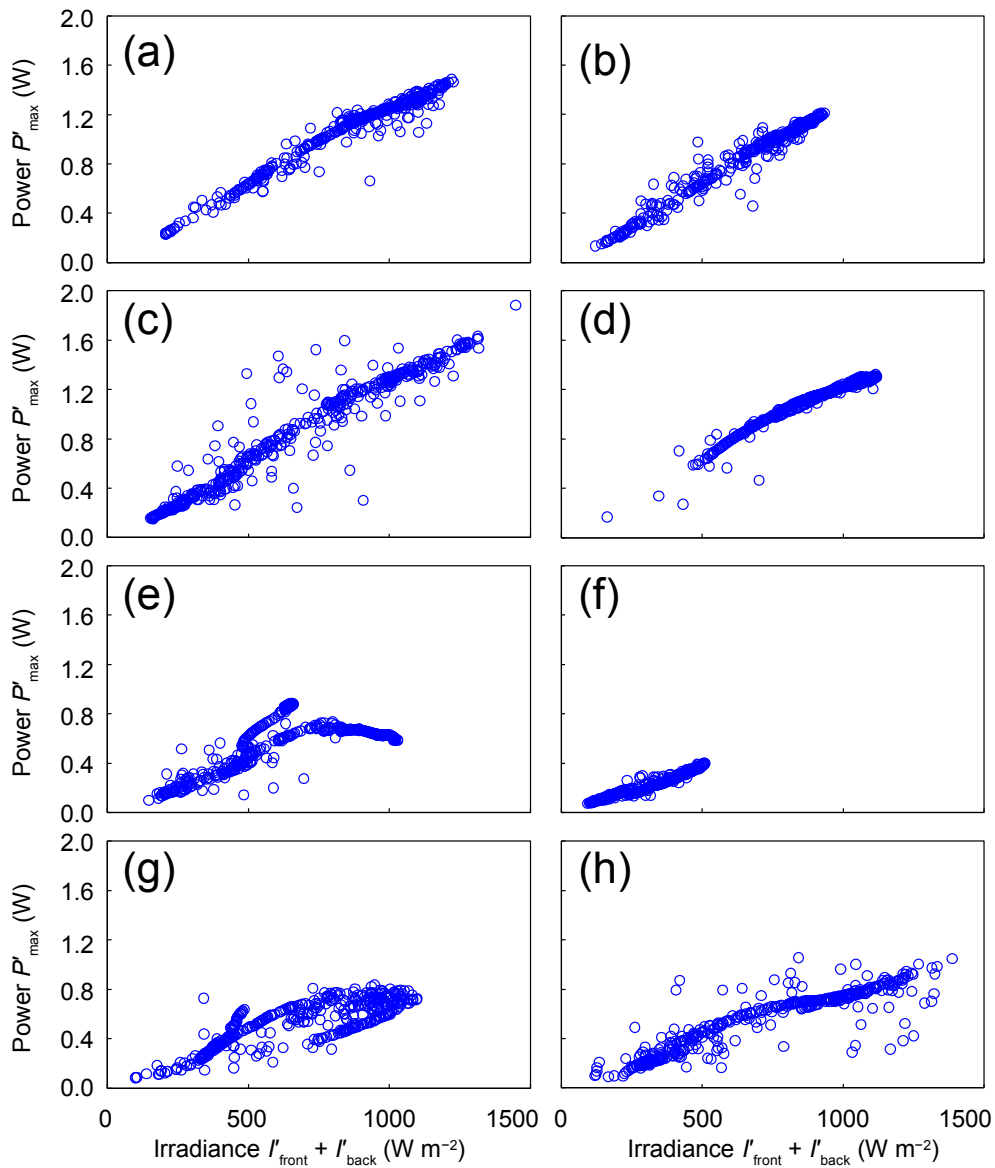 2.0
1.6
1.2
0.8
0.4
0.0
Power P′max (W)
(a)
(b)
2.0
1.6
1.2
0.8
0.4
0.0
Power P′max (W)
(c)
(d)
2.0
1.6
1.2
0.8
0.4
0.0
Power P′max (W)
(e)
(f)
2.0
1.6
1.2
0.8
0.4
0.0
Power P′max (W)
(g)
(h)
0 500 1000 1500 0 500 1000 1500
Irradiance I′front + I′back (W m−2) Irradiance I′front + I′back (W m−2)